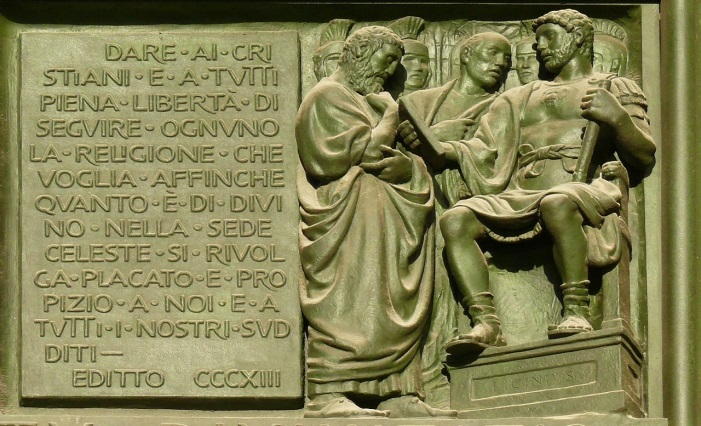 DARE·AI·CRI
STIANI·E·A·TVTTI
PIENA·LIBERTÀ·DI
SEGVIRE·OGNVNO
LA·RELIGIONE·CHE
VOGLIA·AFFINCHE
QVANTO·È·DI·DIVI
NO·NELLA·SEDE
CELESTE·SI·RIVOL
GA·PLACATO·E·PRO
PIZIO·A·NOI·E·A
TVTTI·I·NOSTRI·SVD
DITI—
EDITTO CCCXIII
LICINIVS